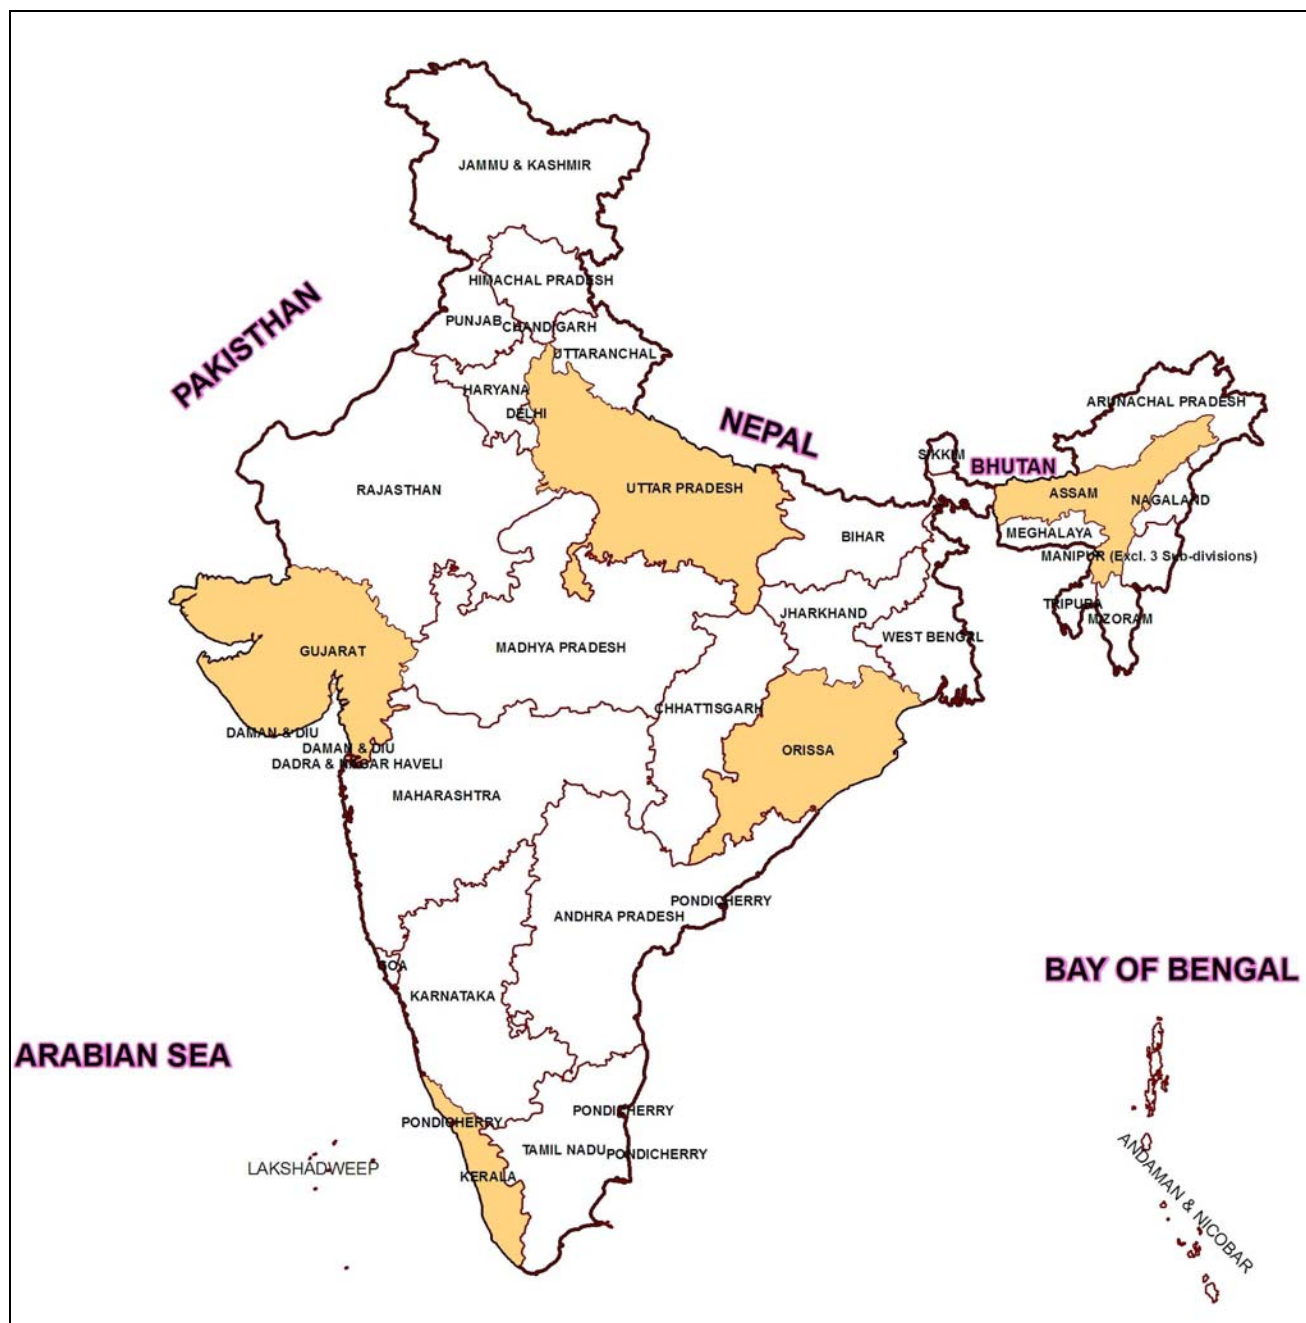 JAMMU & KASHMIR
HIMACHAL PRADESH
PAKISTHAN
PUNJAB
CHANDIGARH
UTTARANCHAL
HARYANA
DELHI
NEPAL
ARUNACHAL PRADESH
SIKKIM
BHUTAN
RAJASTHAN
UTTAR PRADESH
ASSAM
NAGALAND
BIHAR
MEGHALAYA
MANIPUR (Excl. 3 Sub-divisions)
JHARKHAND
TRIPURA
MIZORAM
GUJARAT
MADHYA PRADESH
WEST BENGAL
CHHATTISGARH
DAMAN & DIU
DAMAN & DIU
ORISSA
DADRA & NAGAR HAVELI
MAHARASHTRA
PONDICHERRY
ANDHRA PRADESH
GOA
BAY OF BENGAL
KARNATAKA
ARABIAN SEA
PONDICHERRY
PONDICHERRY
TAMIL NADU
PONDICHERRY
LAKSHADWEEP
KERALA
ANDAMAN & NICOBAR